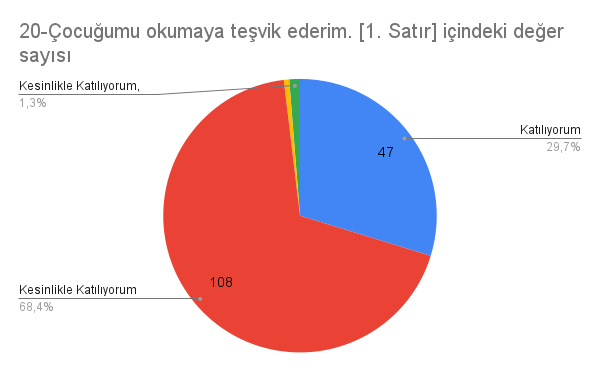 20-Çocuğumu okumaya teşvik ederim. [1. Satır] içindeki değer
sayısı
Kesinlikle Katılıyorum,
1,3%
Katılıyorum
29,7%
47
108
Kesinlikle Katılıyorum
68,4%